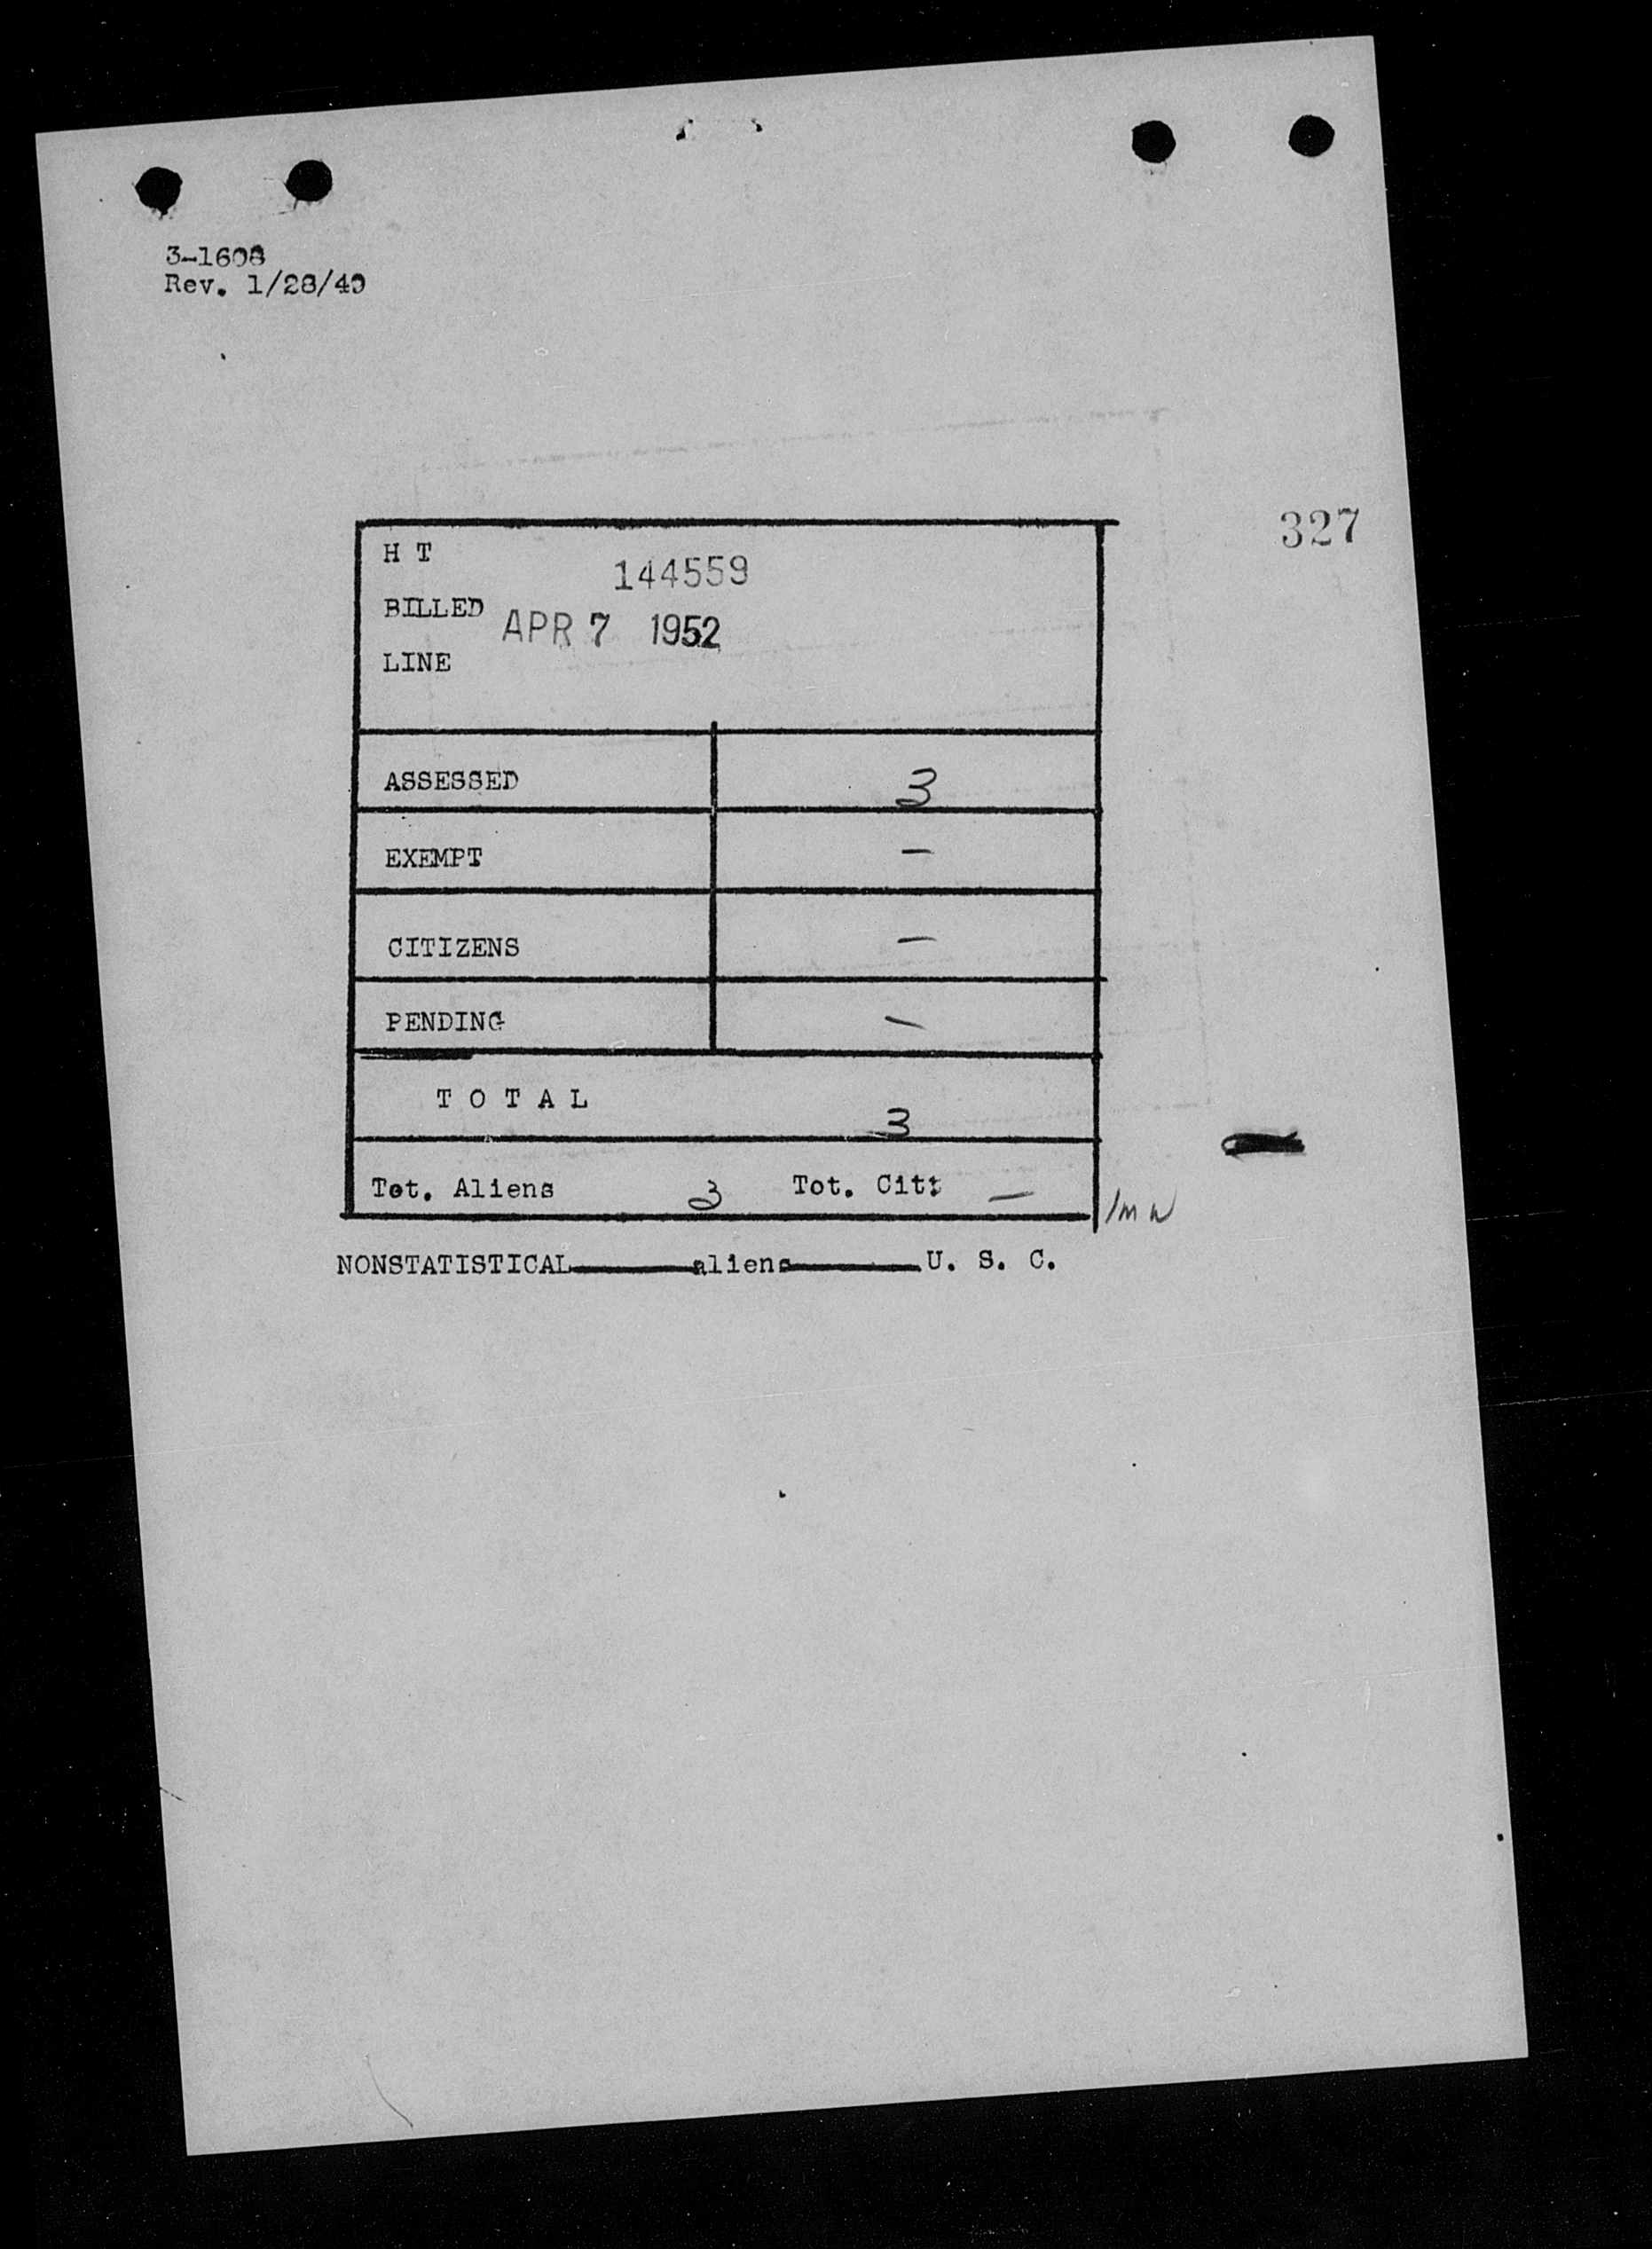 3-1608
Rev. 1/28/49
327
H T
144559
BILLED APR 7 1952
LINE
ASSESSED 3
EXEMPT —
CITIZENS —
PENDING —
T O T A L 3
Tot. Aliens 3 Tot. Cit: —
NONSTATISTICAL aliens U. S. C.